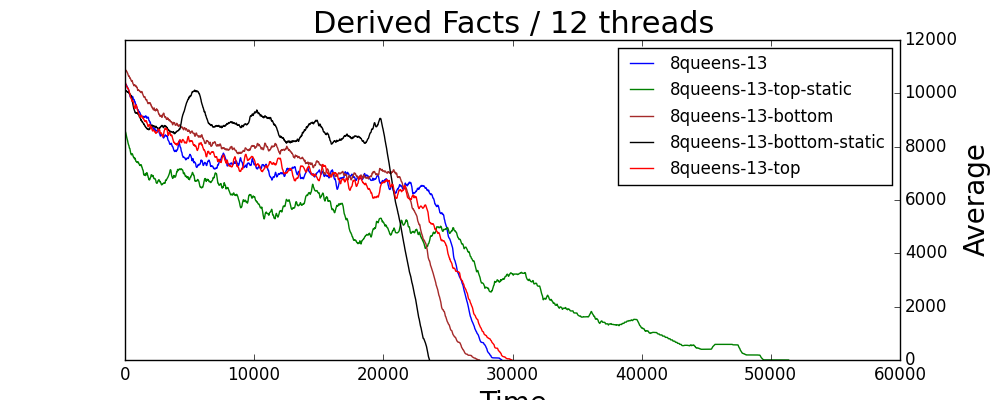 Derived Facts / 12 threads
12000
10000
8000
6000
4000
2000
0
Average
8queens-13
8queens-13-top-static
8queens-13-bottom
8queens-13-bottom-static
8queens-13-top
0 10000 20000 30000 40000 50000 60000
Time